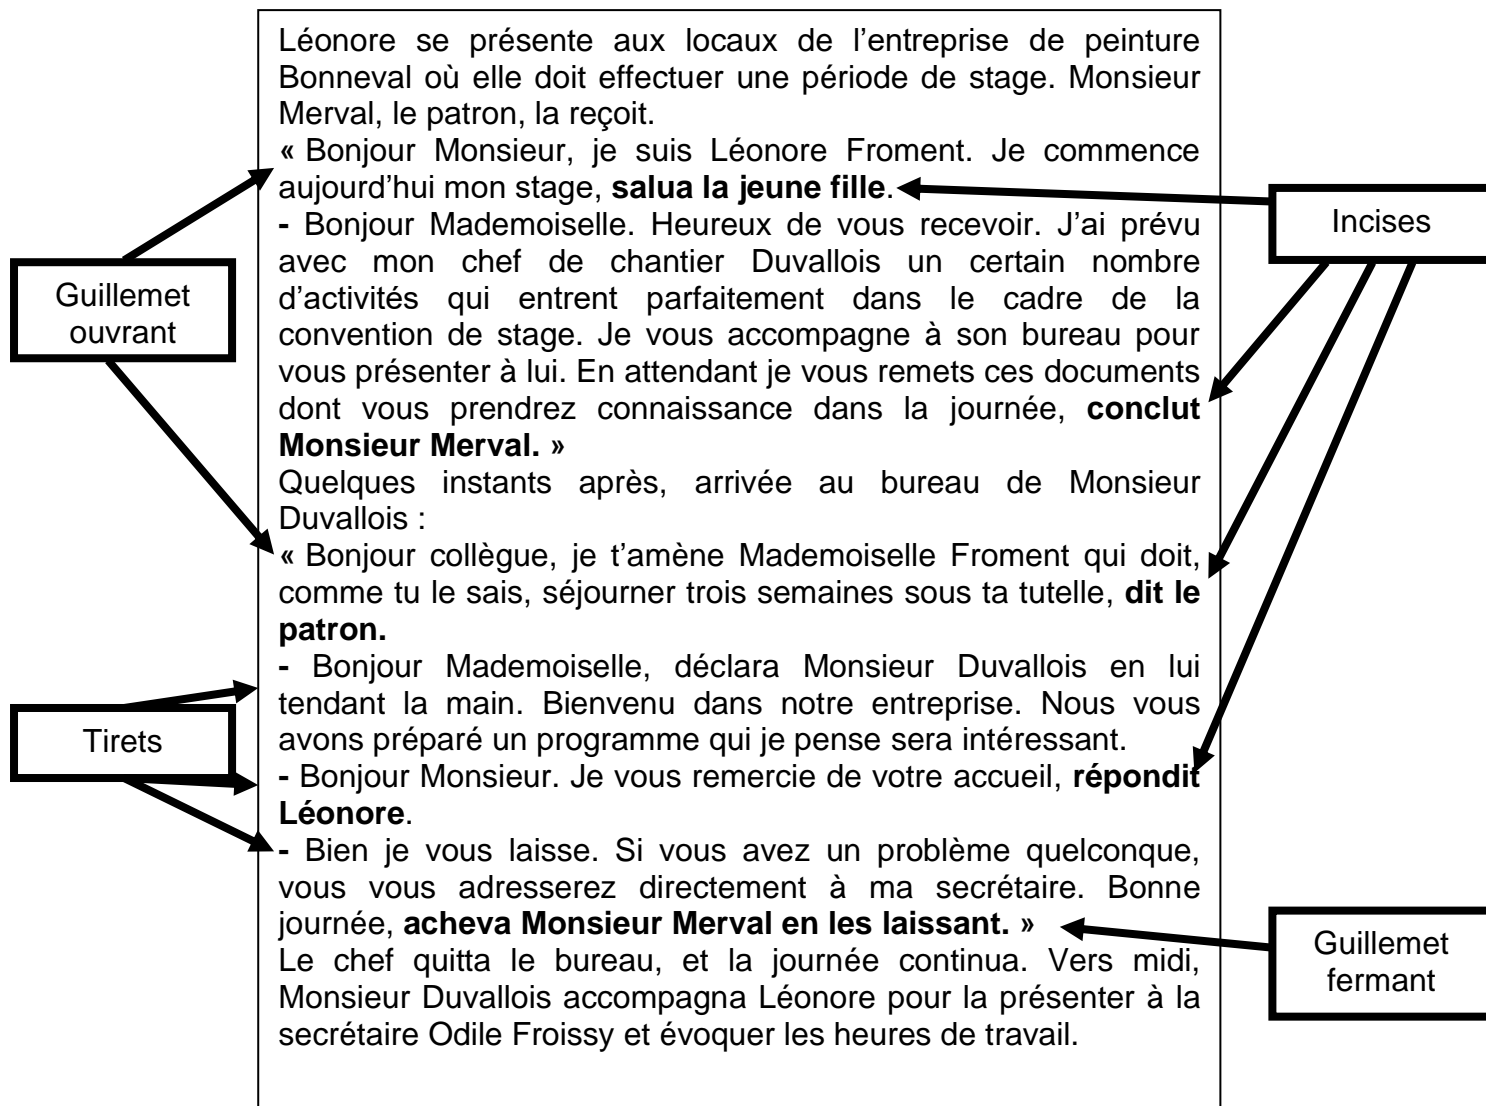 Léonore se présente aux locaux de l'entreprise de peinture
Bonneval où elle doit effectuer une période de stage. Monsieur
Merval, le patron, la reçoit.
« Bonjour Monsieur, je suis Léonore Froment. Je commence
aujourd'hui mon stage, salua la jeune fille.
- Bonjour Mademoiselle. Heureux de vous recevoir. J'ai prévu
avec mon chef de chantier Duvallois un certain nombre
d'activités qui entrent parfaitement dans le cadre de la
convention de stage. Je vous accompagne à son bureau pour
vous présenter à lui. En attendant je vous remets ces documents
dont vous prendrez connaissance dans la journée, conclut
Monsieur Merval. »
Quelques instants après, arrivée au bureau de Monsieur
Duvallois :
« Bonjour collègue, je t'amène Mademoiselle Froment qui doit,
comme tu le sais, séjourner trois semaines sous ta tutelle, dit le
patron.
- Bonjour Mademoiselle, déclara Monsieur Duvallois en lui
tendant la main. Bienvenu dans notre entreprise. Nous vous
avons préparé un programme qui je pense sera intéressant.
- Bonjour Monsieur. Je vous remercie de votre accueil, répondit
Léonore.
- Bien je vous laisse. Si vous avez un problème quelconque,
vous vous adresserez directement à ma secrétaire. Bonne
journée, acheva Monsieur Merval en les laissant. »
Le chef quitta le bureau, et la journée continua. Vers midi,
Monsieur Duvallois accompagna Léonore pour la présenter à la
secrétaire Odile Froissy et évoquer les heures de travail.
Guillemet
ouvrant
Tirets
Incises
Guillemet
fermant